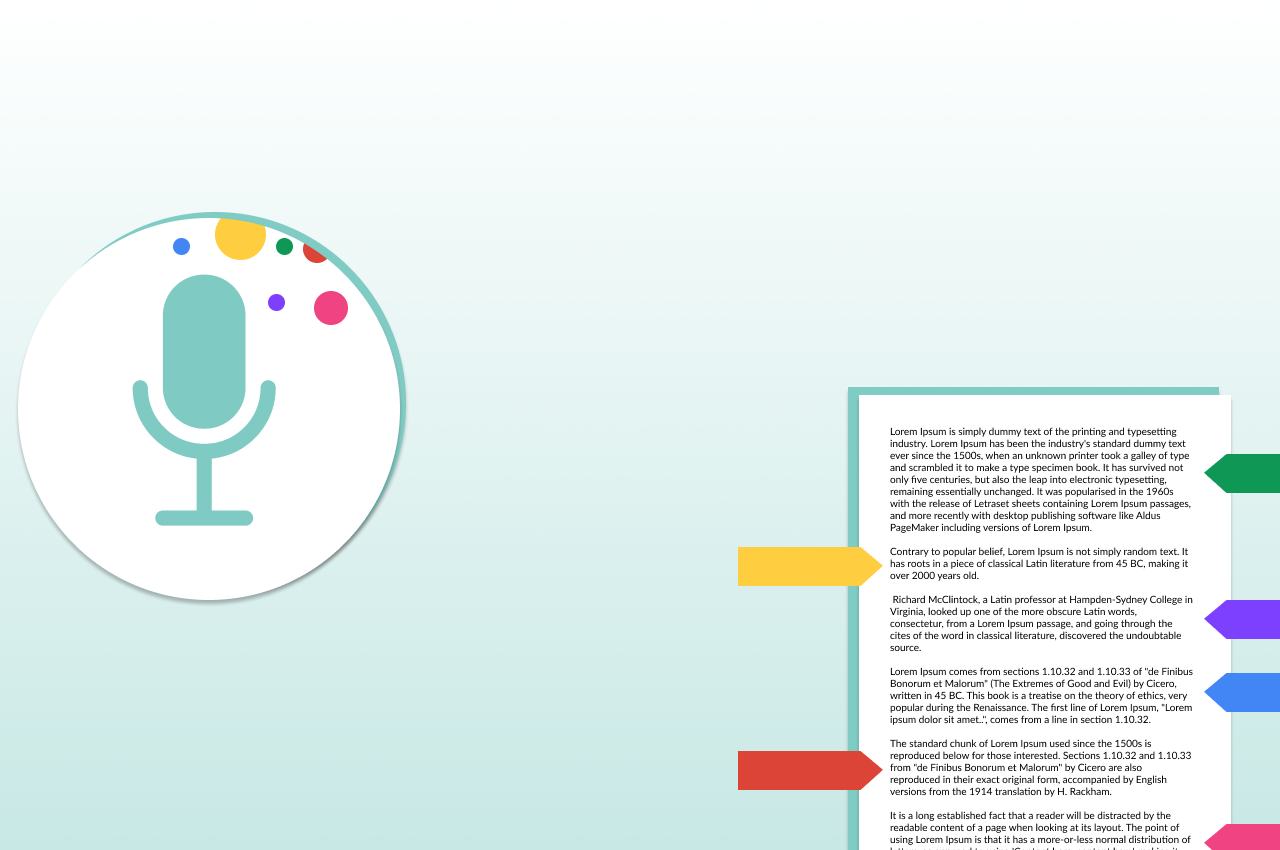 Lorem Ipsum is simply dummy text of the printing and typesetting
industry. Lorem Ipsum has been the industry's standard dummy text
ever since the 1500s, when an unknown printer took a galley of type
and scrambled it to make a type specimen book. It has survived not
only five centuries, but also the leap into electronic typesetting,
remaining essentially unchanged. It was popularised in the 1960s
with the release of Letraset sheets containing Lorem Ipsum passages,
and more recently with desktop publishing software like Aldus
PageMaker including versions of Lorem Ipsum.
Contrary to popular belief, Lorem Ipsum is not simply random text. It
has roots in a piece of classical Latin literature from 45 BC, making it
over 2000 years old.
Richard McClintock, a Latin professor at Hampden-Sydney College in
Virginia, looked up one of the more obscure Latin words,
consectetur, from a Lorem Ipsum passage, and going through the
cites of the word in classical literature, discovered the undoubtable
source.
Lorem Ipsum comes from sections 1.10.32 and 1.10.33 of "de Finibus
Bonorum et Malorum" (The Extremes of Good and Evil) by Cicero,
written in 45 BC. This book is a treatise on the theory of ethics, very
popular during the Renaissance. The first line of Lorem Ipsum, "Lorem
ipsum dolor sit amet..", comes from a line in section 1.10.32.
The standard chunk of Lorem Ipsum used since the 1500s is
reproduced below for those interested. Sections 1.10.32 and 1.10.33
from "de Finibus Bonorum et Malorum" by Cicero are also
reproduced in their exact original form, accompanied by English
versions from the 1914 translation by H. Rackham.
It is a long established fact that a reader will be distracted by the
readable content of a page when looking at its layout. The point of
using Lorem Ipsum is that it has a more-or-less normal distribution of